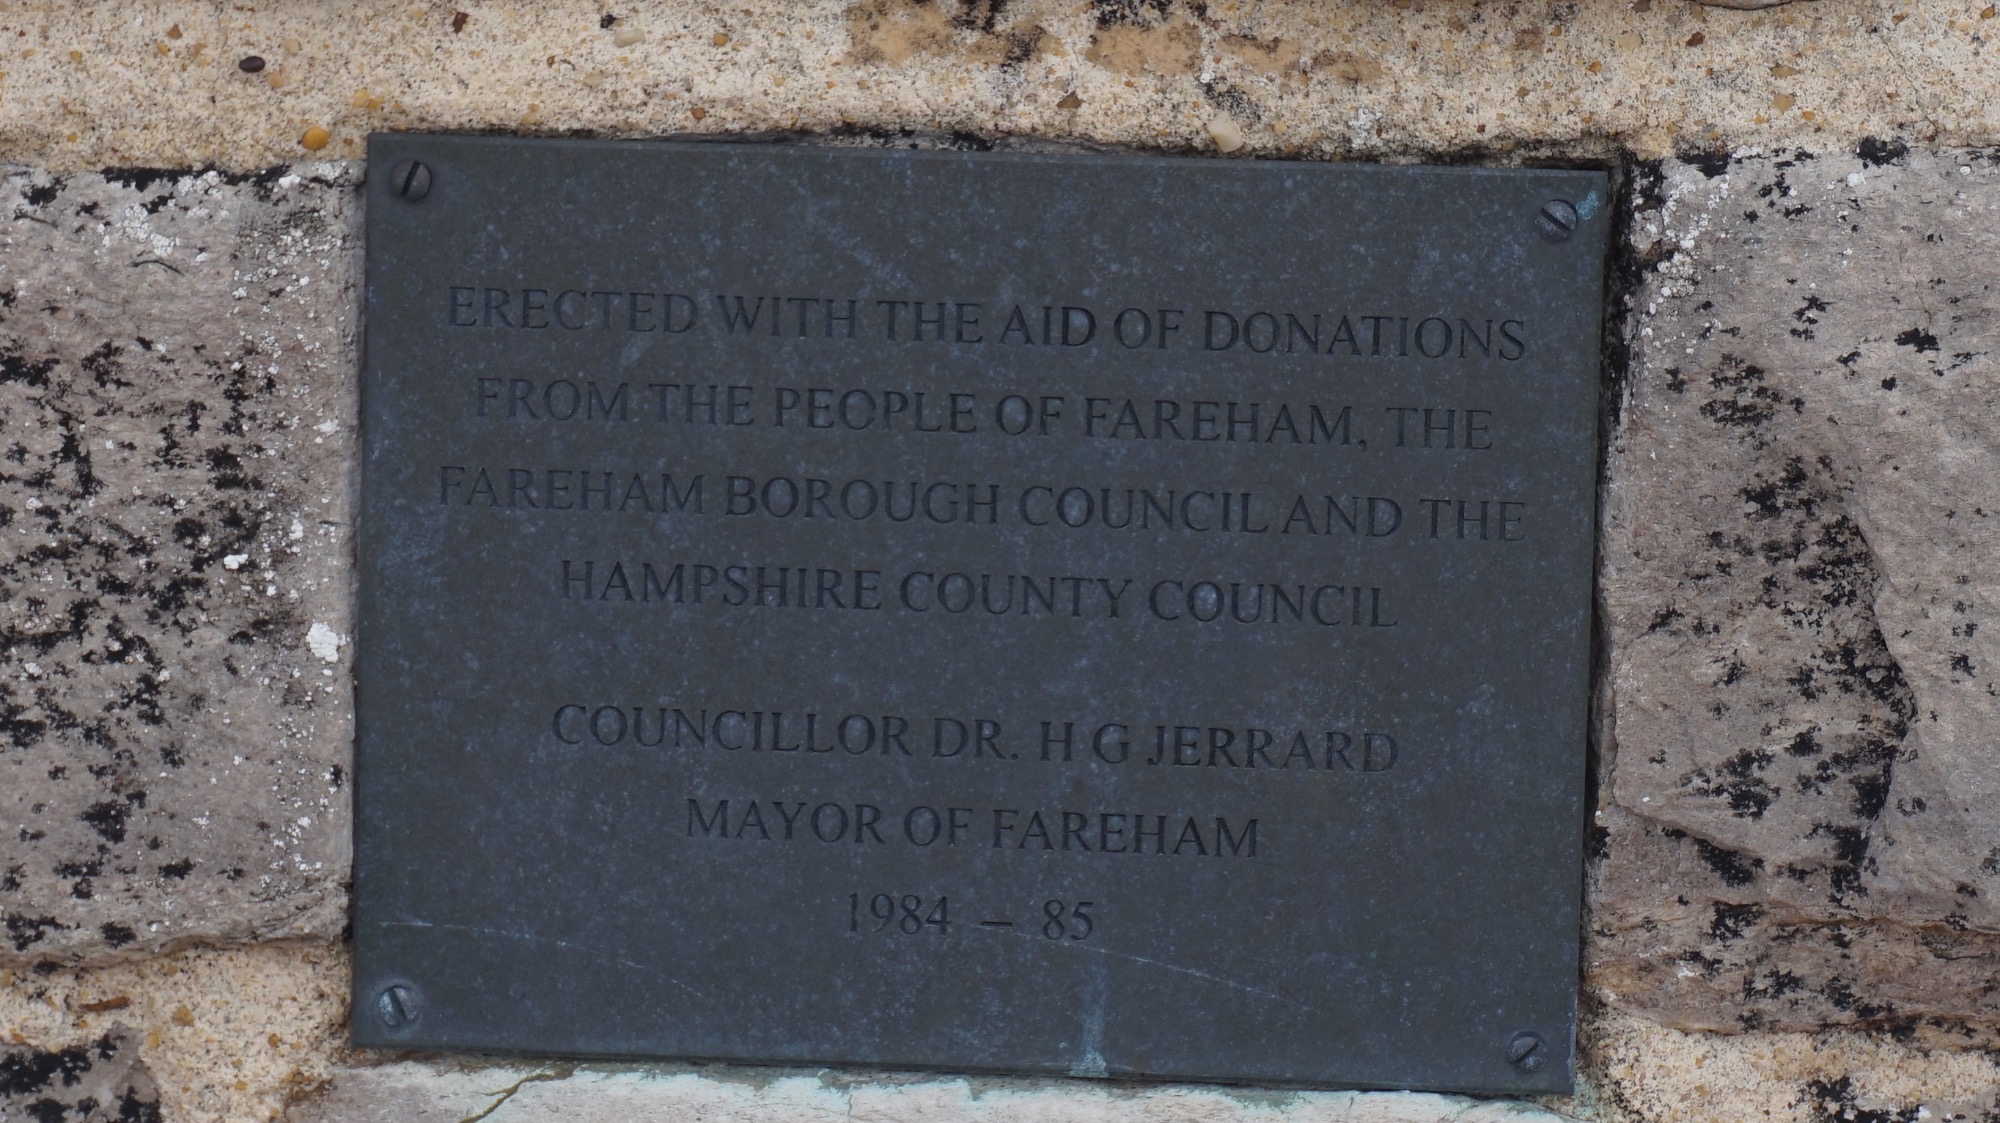 ERECTED WITH THE AID OF DONATIONS
FROM THE PEOPLE OF FAREHAM, THE
FAREHAM BOROUGH COUNCIL AND THE
HAMPSHIRE COUNTY COUNCIL
COUNCILLOR DR. H G JERRARD
MAYOR OF FAREHAM
1984 – 85